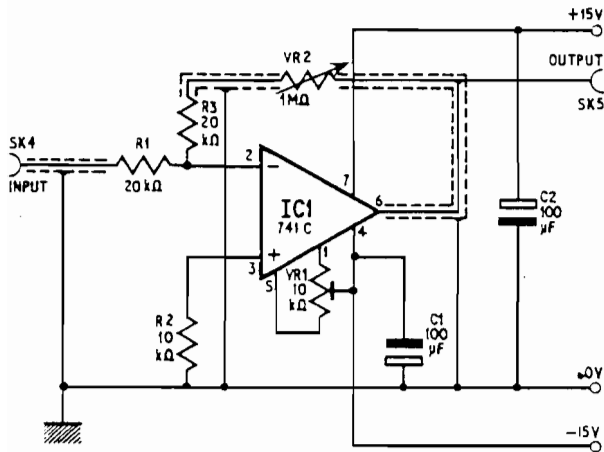 +15V
VR2
OUTPUT
1MΩ
SK5
R3
20
kΩ
SK4
R1
INPUT
20kΩ
2
−
7
IC1
741C
6
4
C2
100
µF
+
3
5
1
VR1
10
kΩ
R2
10
kΩ
C1
100
µF
0V
−15V